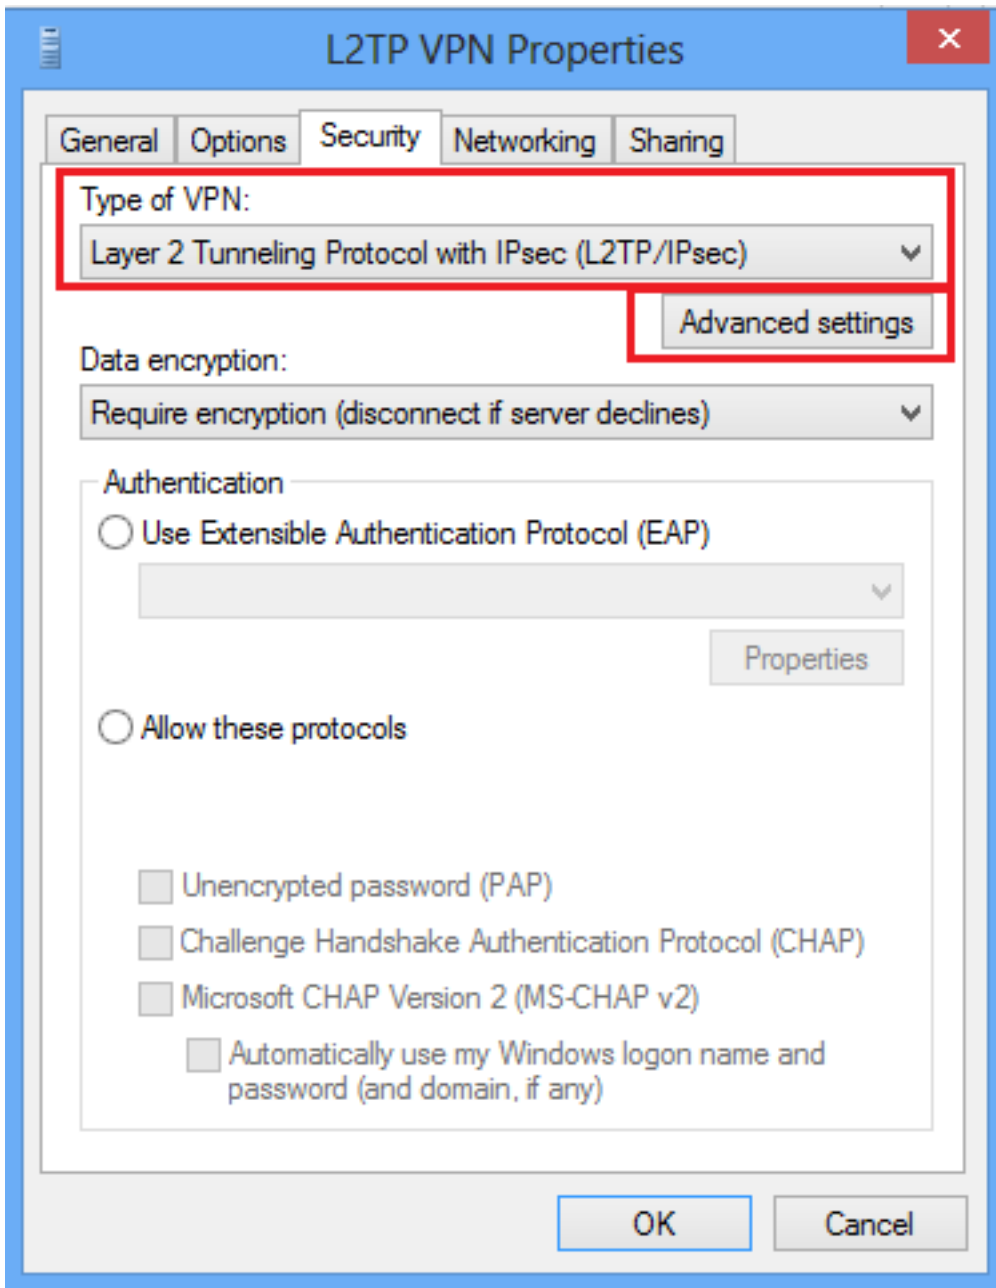 L2TP VPN Properties
General Options Security Networking Sharing
Type of VPN:
Layer 2 Tunneling Protocol with IPsec (L2TP/IPsec)
Advanced settings
Data encryption:
Require encryption (disconnect if server declines)
Authentication
Use Extensible Authentication Protocol (EAP)
Properties
Allow these protocols
Unencrypted password (PAP)
Challenge Handshake Authentication Protocol (CHAP)
Microsoft CHAP Version 2 (MS-CHAP v2)
Automatically use my Windows logon name and
password (and domain, if any)
OK Cancel